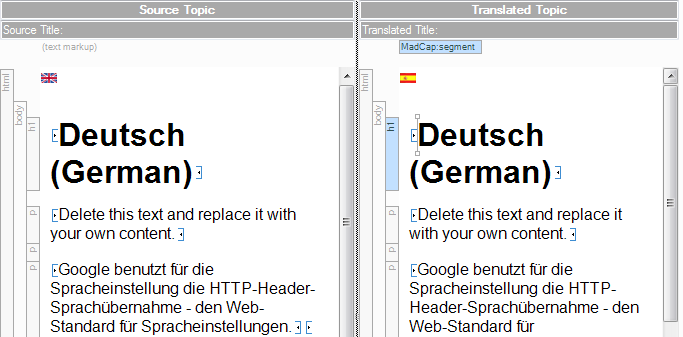 Source Topic
Source Title:
(text markup)
html
body
h1
Deutsch
(German)
p
Delete this text and replace it with
your own content.
p
p
Google benutzt für die
Spracheinstellung die HTTP-Header-
Sprachübernahme - den Web-
Standard für Spracheinstellungen.
Translated Topic
Translated Title:
MadCap:segment
html
body
h1
Deutsch
(German)
p
Delete this text and replace it
with your own content.
p
p
Google benutzt für die
Spracheinstellung die HTTP-
Header-Sprachübernahme - den
Web-Standard für